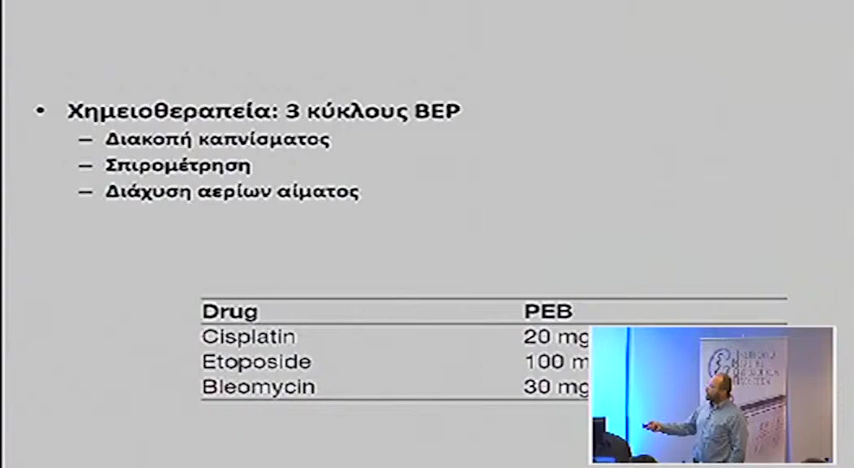 • Χημειοθεραπεία: 3 κύκλους BEP
– Διακοπή καπνίσματος
– Σπιρομέτρηση
– Διάχυση αερίων αίματος
Drug PEB
Cisplatin 20 mg
Etoposide 100 m
Bleomycin 30 mg